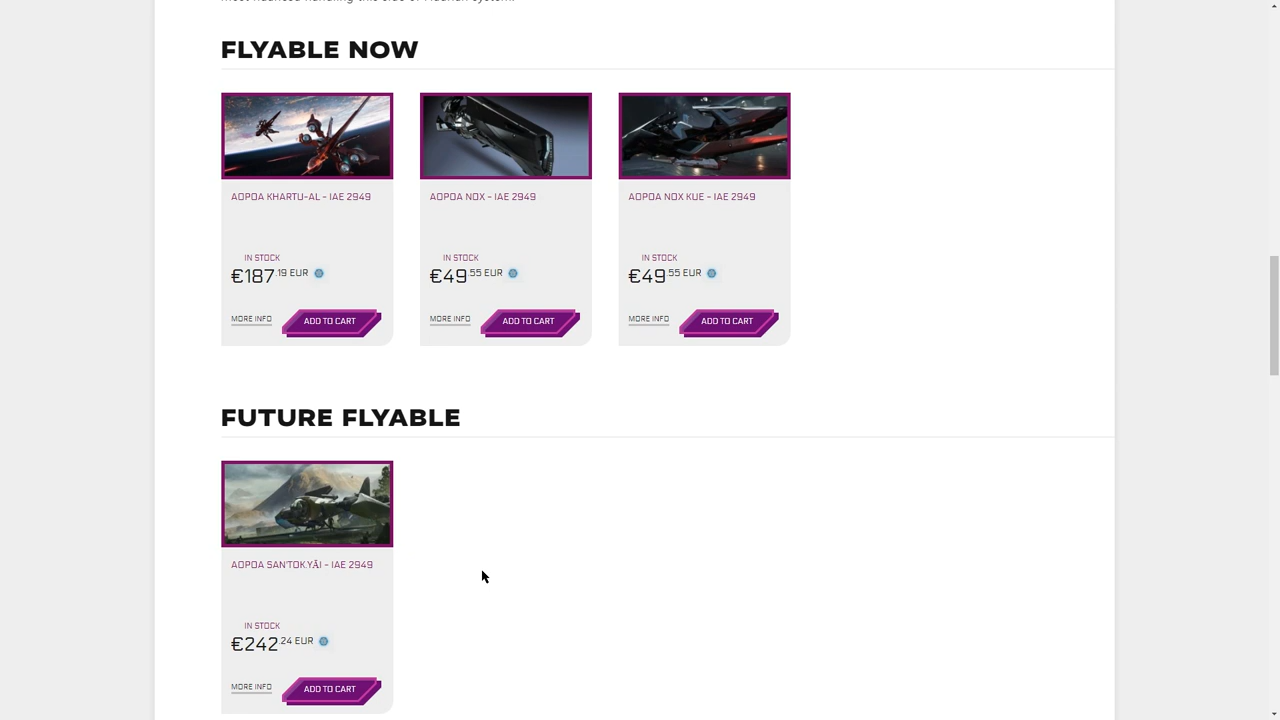 FLYABLE NOW
AOPOA KHARTU-AL - IAE 2949
IN STOCK
€187.19 EUR
MORE INFO
ADD TO CART
AOPOA NOX - IAE 2949
IN STOCK
€49.55 EUR
MORE INFO
ADD TO CART
AOPOA NOX KUE - IAE 2949
IN STOCK
€49.55 EUR
MORE INFO
ADD TO CART
FUTURE FLYABLE
AOPOA SAN'TOK.YĀI - IAE 2949
IN STOCK
€242.24 EUR
MORE INFO
ADD TO CART